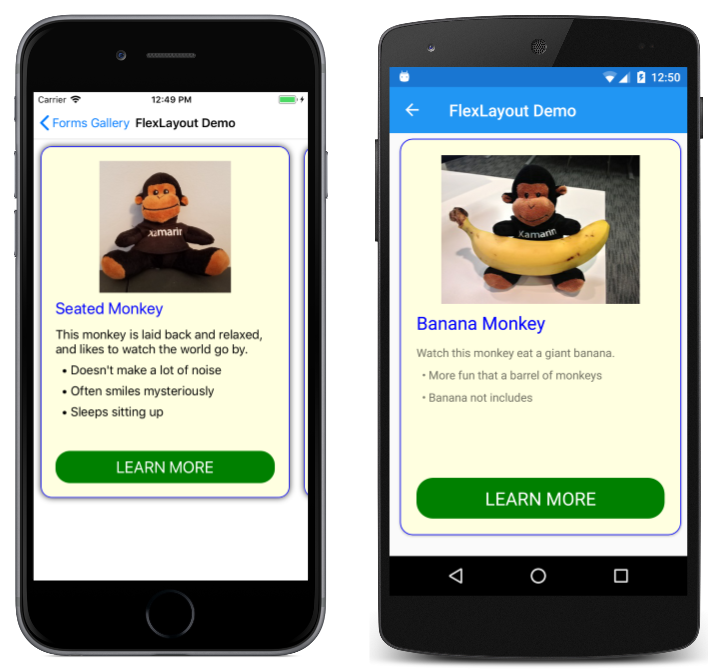 Carrier 12:49 PM
Forms Gallery FlexLayout Demo
Xamarin
Seated Monkey
This monkey is laid back and relaxed,
and likes to watch the world go by.
• Doesn't make a lot of noise
• Often smiles mysteriously
• Sleeps sitting up
LEARN MORE
12:50
FlexLayout Demo
Xamarin
Banana Monkey
Watch this monkey eat a giant banana.
• More fun that a barrel of monkeys
• Banana not includes
LEARN MORE